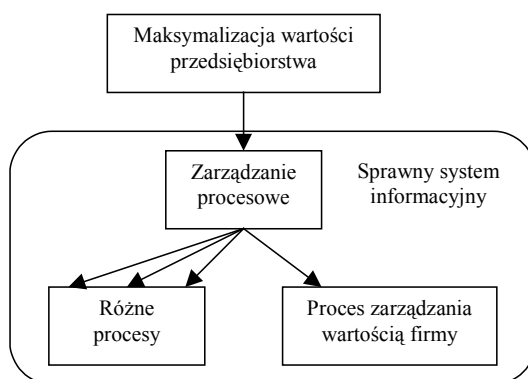 Maksymalizacja wartości
przedsiębiorstwa
Zarządzanie
procesowe
Sprawny system
informacyjny
Różne
procesy
Proces zarządzania
wartością firmy